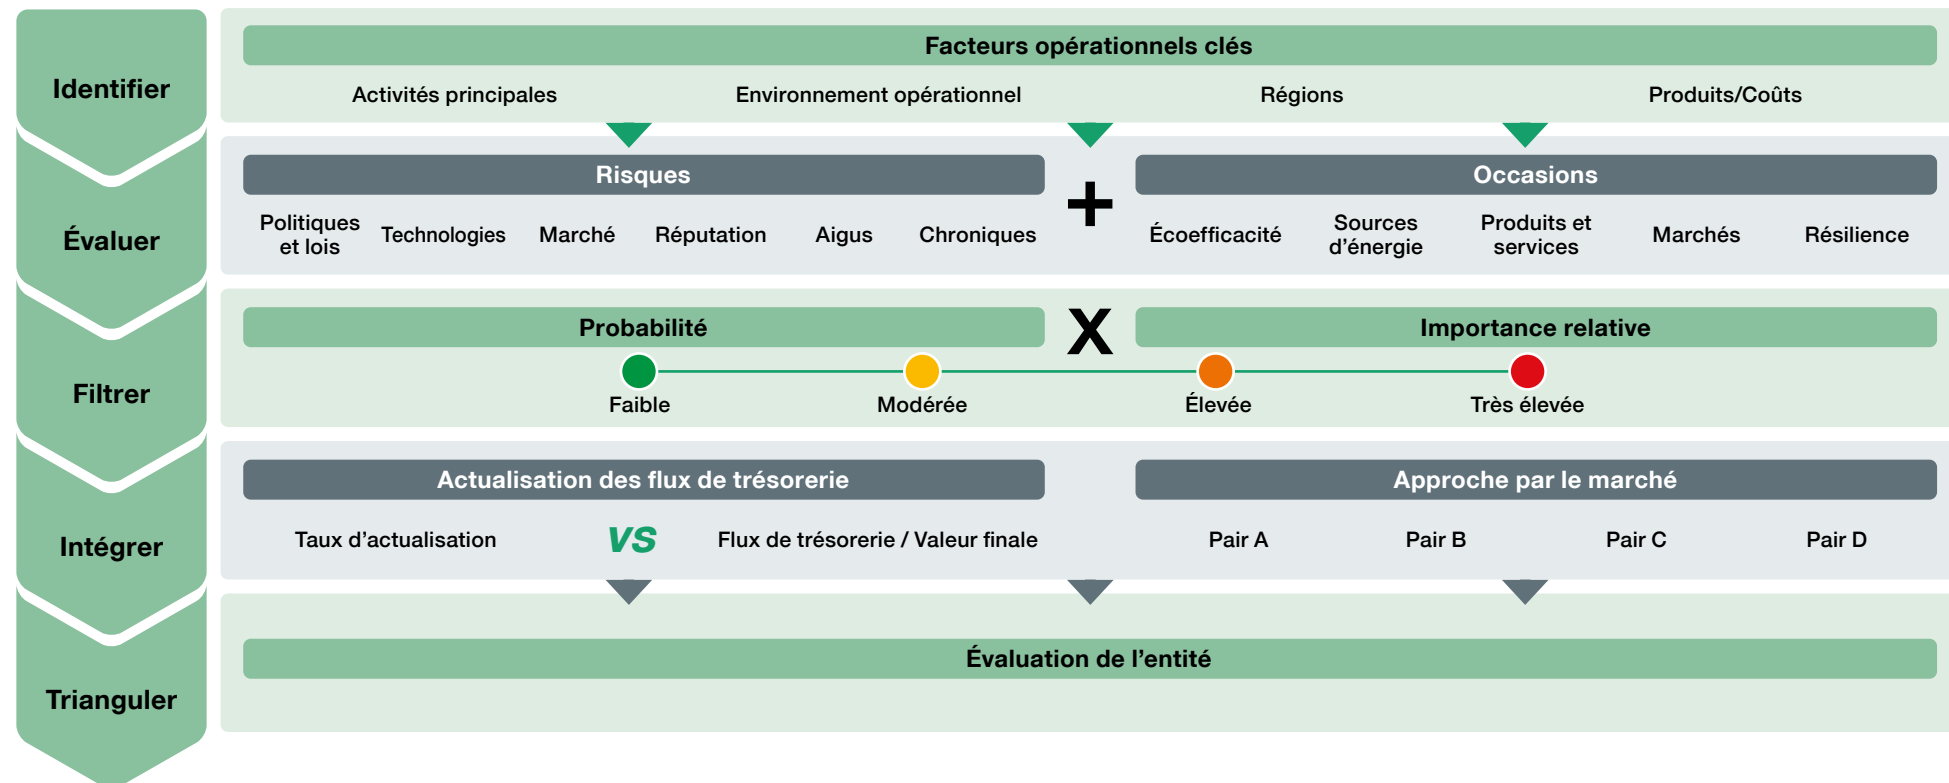 Identifier
Facteurs opérationnels clés
Activités principales
Environnement opérationnel
Régions
Produits/Coûts
Évaluer
Risques
Politiques
et lois
Technologies
Marché
Réputation
Aigus
Chroniques
+
Occasions
Écoefficacité
Sources
d'énergie
Produits et
services
Marchés
Résilience
Filtrer
Probabilité
X
Importance relative
Faible
Modérée
Élevée
Très élevée
Intégrer
Actualisation des flux de trésorerie
Taux d'actualisation
VS
Flux de trésorerie / Valeur finale
Approche par le marché
Pair A
Pair B
Pair C
Pair D
Trianguler
Évaluation de l'entité